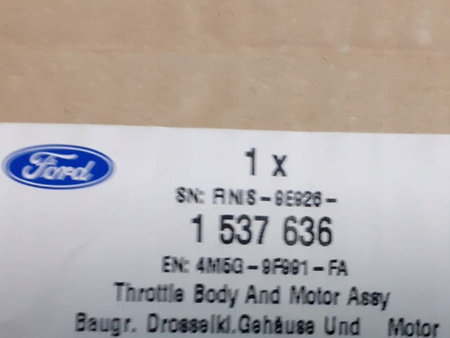 Ford
1 x
SN: FINIS-9E926-
1 537 636
EN: 4M5G-9F991-FA
Throttle Body And Motor Assy
Baugr. Drosselkl.Gehäuse Und Motor